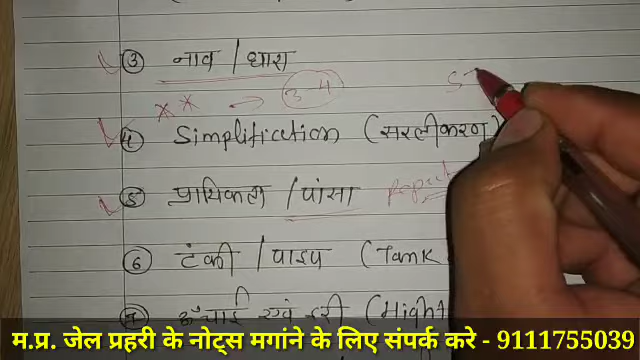 ③ नाव / धारा
** → 3 4
④ Simplification (सरलीकरण)
⑤ प्रायिकता / पांसा Repeat
⑥ टंकी / पाइप (Tank
ऊँचाई एवं दूरी (Hight
म.प्र. जेल प्रहरी के नोट्स मगांने के लिए संपर्क करे - 9111755039